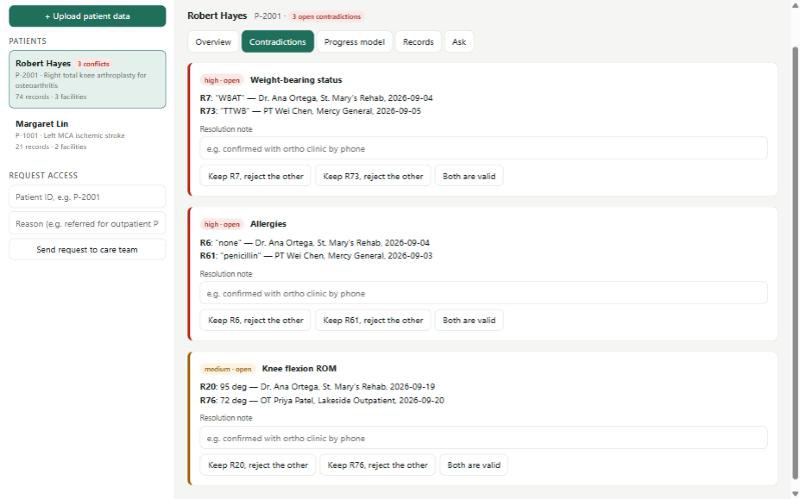 + Upload patient data
PATIENTS
Robert Hayes 3 conflicts
P-2001 · Right total knee arthroplasty for
osteoarthritis
74 records · 3 facilities
Margaret Lin
P-1001 · Left MCA ischemic stroke
21 records · 2 facilities
REQUEST ACCESS
Patient ID, e.g. P-2001
Reason (e.g. referred for outpatient P
Send request to care team
Robert Hayes P-2001 · 3 open contradictions
Overview Contradictions Progress model Records Ask
high · open Weight-bearing status
R7: "WBAT" — Dr. Ana Ortega, St. Mary's Rehab, 2026-09-04
R73: "TTWB" — PT Wei Chen, Mercy General, 2026-09-05
Resolution note
e.g. confirmed with ortho clinic by phone
Keep R7, reject the other Keep R73, reject the other Both are valid
high · open Allergies
R6: "none" — Dr. Ana Ortega, St. Mary's Rehab, 2026-09-04
R61: "penicillin" — PT Wei Chen, Mercy General, 2026-09-03
Resolution note
e.g. confirmed with ortho clinic by phone
Keep R6, reject the other Keep R61, reject the other Both are valid
medium · open Knee flexion ROM
R20: 95 deg — Dr. Ana Ortega, St. Mary's Rehab, 2026-09-19
R76: 72 deg — OT Priya Patel, Lakeside Outpatient, 2026-09-20
Resolution note
e.g. confirmed with ortho clinic by phone
Keep R20, reject the other Keep R76, reject the other Both are valid